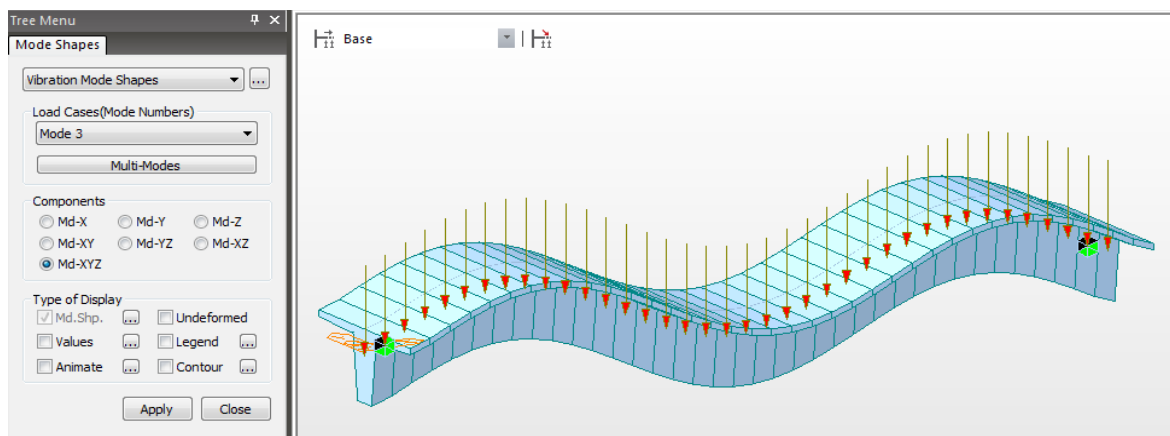 Tree Menu
Mode Shapes
Vibration Mode Shapes ...
Load Cases(Mode Numbers)
Mode 3
Multi-Modes
Components
Md-X Md-Y Md-Z
Md-XY Md-YZ Md-XZ
Md-XYZ
Type of Display
Md.Shp. ... Undeformed
Values ... Legend ...
Animate ... Contour ...
Apply Close
Base